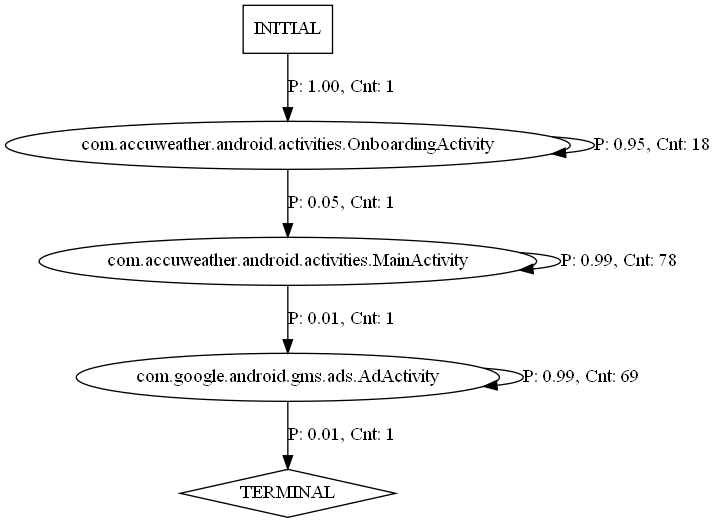 INITIAL
P: 1.00, Cnt: 1
com.accuweather.android.activities.OnboardingActivity
P: 0.95, Cnt: 18
P: 0.05, Cnt: 1
com.accuweather.android.activities.MainActivity
P: 0.99, Cnt: 78
P: 0.01, Cnt: 1
com.google.android.gms.ads.AdActivity
P: 0.99, Cnt: 69
P: 0.01, Cnt: 1
TERMINAL